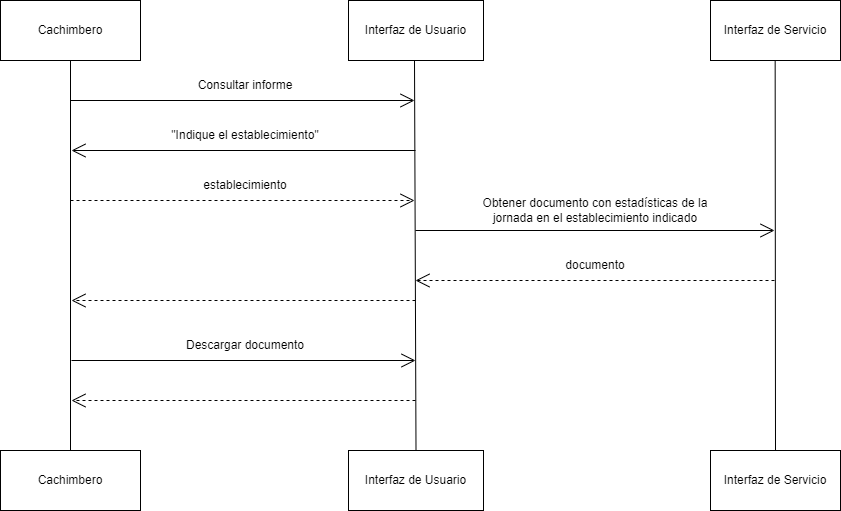 Cachimbero
Interfaz de Usuario
Interfaz de Servicio
Consultar informe
"Indique el establecimiento"
establecimiento
Obtener documento con estadísticas de la
jornada en el establecimiento indicado
documento
Descargar documento
Cachimbero
Interfaz de Usuario
Interfaz de Servicio